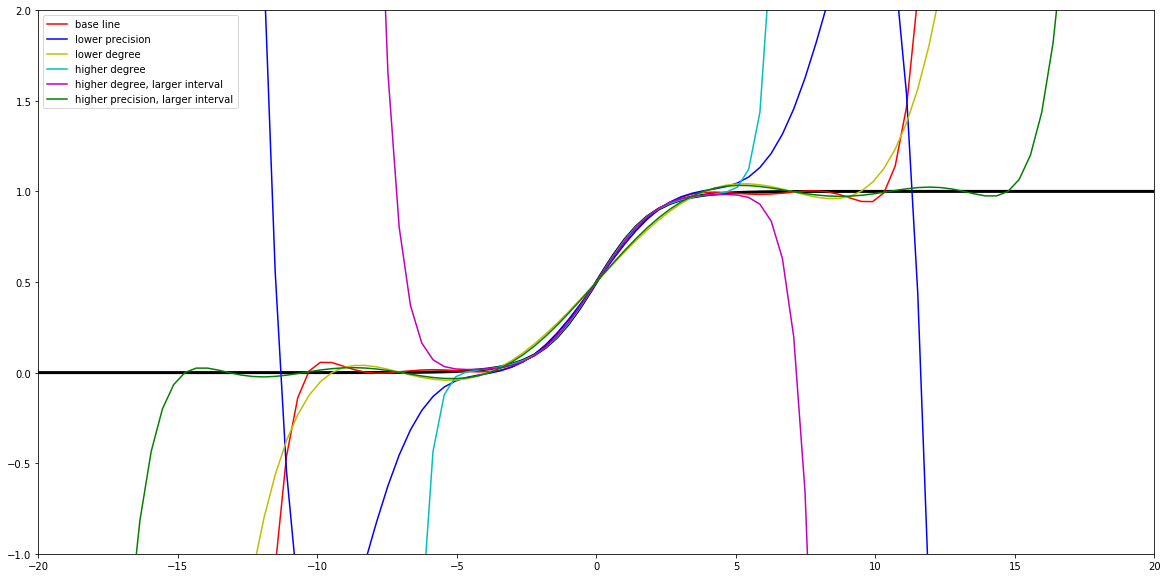 2.0
1.5
1.0
0.5
0.0
−0.5
−1.0
base line
lower precision
lower degree
higher degree
higher degree, larger interval
higher precision, larger interval
−20 −15 −10 −5 0 5 10 15 20